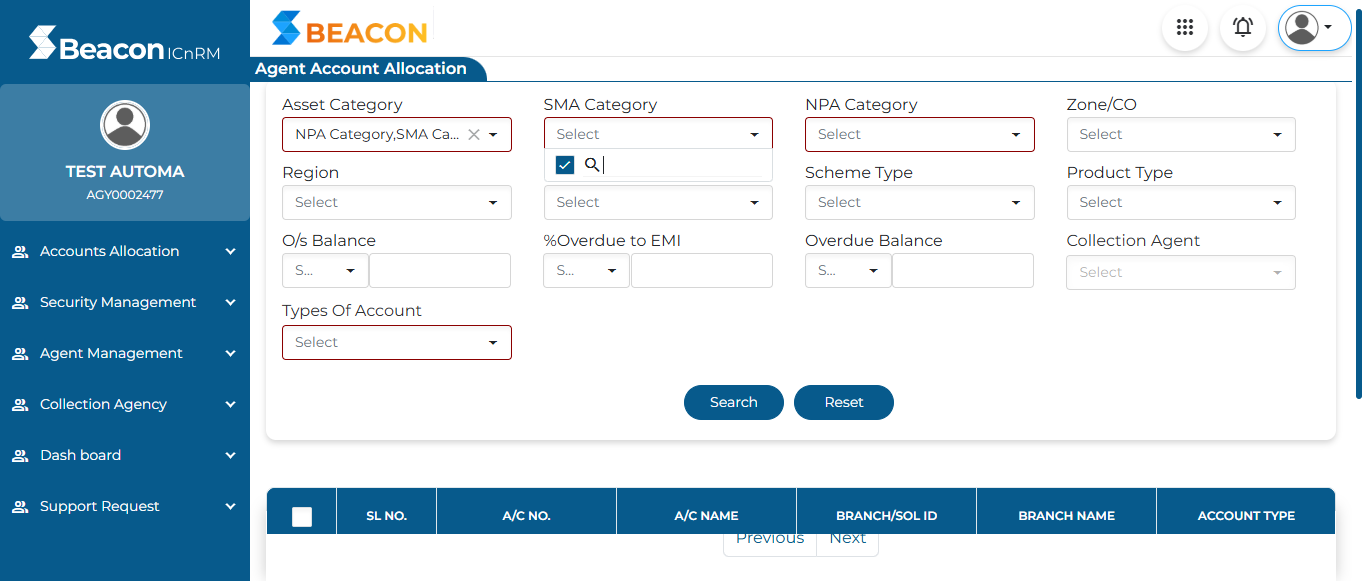 Beacon ICnRM
BEACON
Agent Account Allocation
TEST AUTOMA
AGY0002477
Accounts Allocation
Security Management
Agent Management
Collection Agency
Dash board
Support Request
Asset Category SMA Category NPA Category Zone/CO
NPA Category,SMA Ca... Select Select Select
Region Scheme Type Product Type
Select Select Select Select
O/s Balance %Overdue to EMI Overdue Balance Collection Agent
S... S... S... Select
Types Of Account
Select
Search Reset
SL NO. A/C NO. A/C NAME BRANCH/SOL ID BRANCH NAME ACCOUNT TYPE
Previous Next